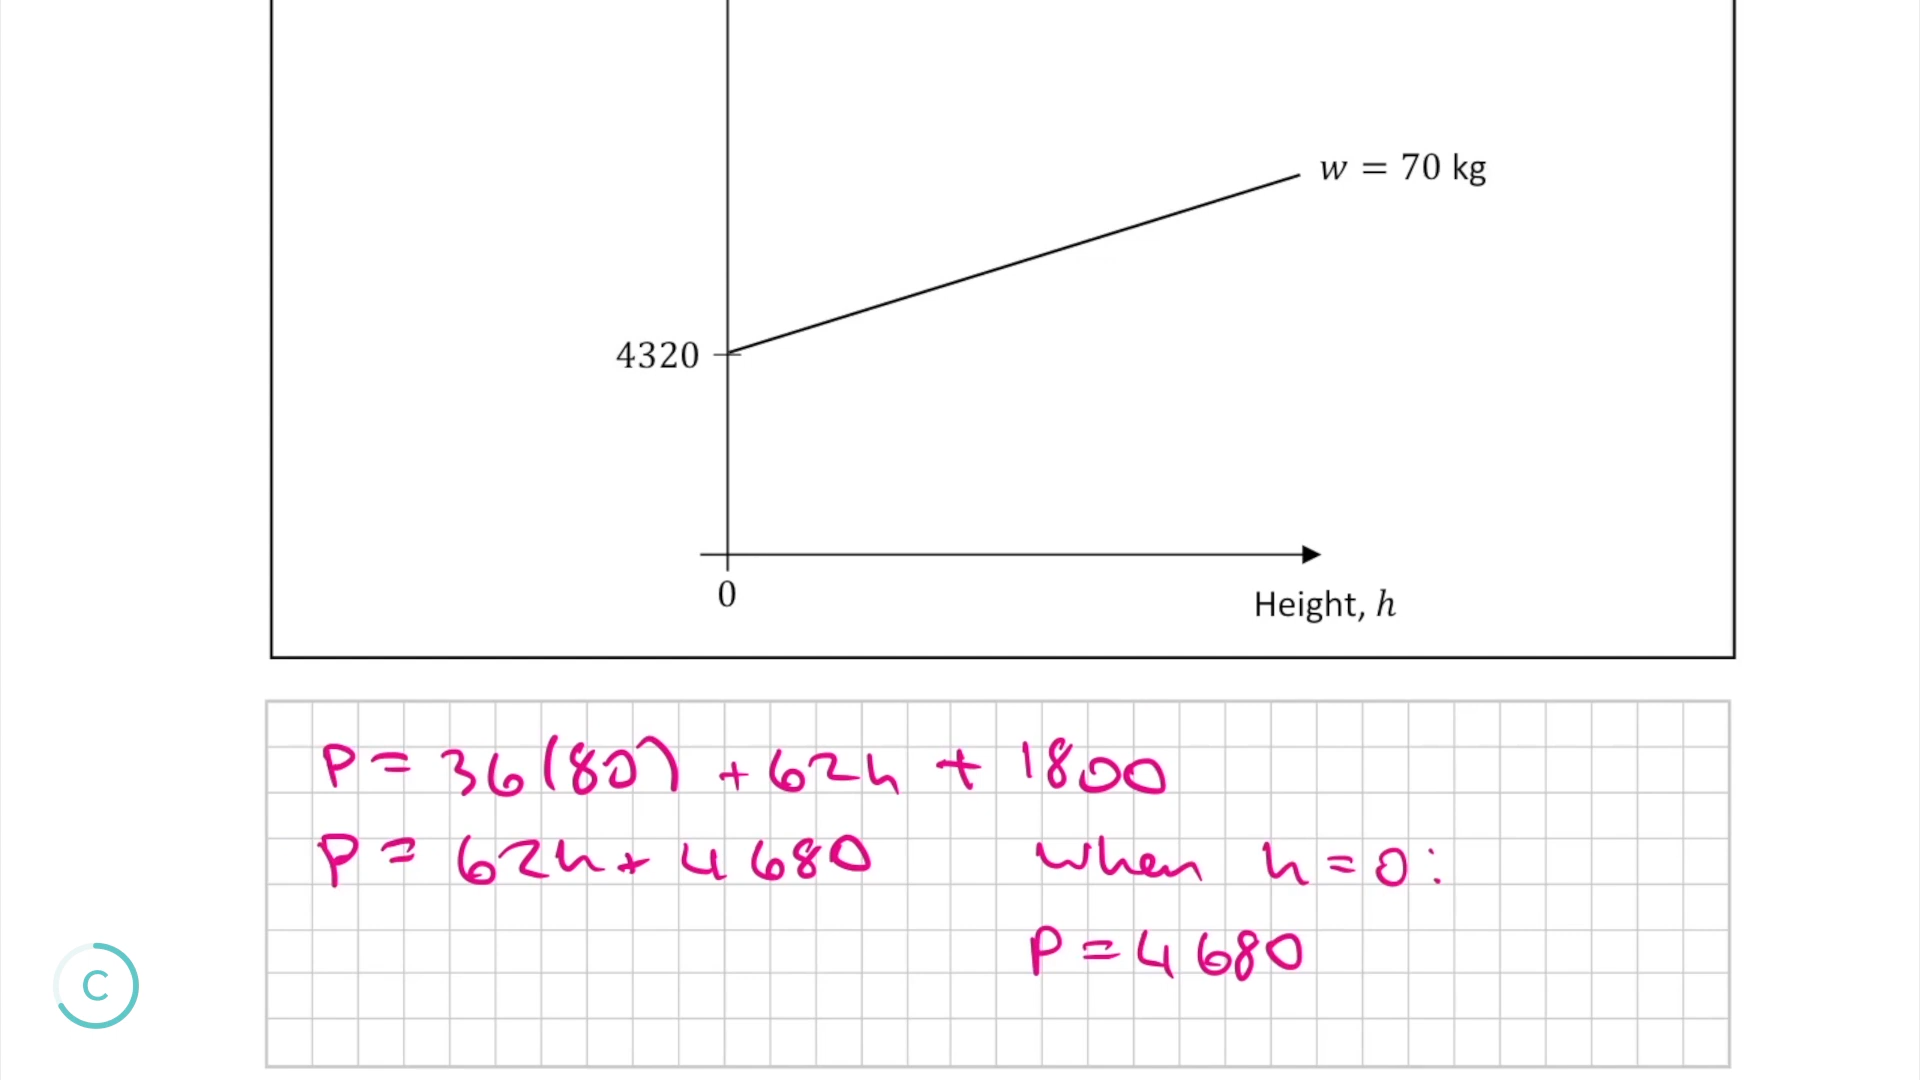 w = 70 kg
4320
0
Height, h
P = 36(80) + 62h + 1800
P = 62h + 4680 when h = 0:
P = 4680
C